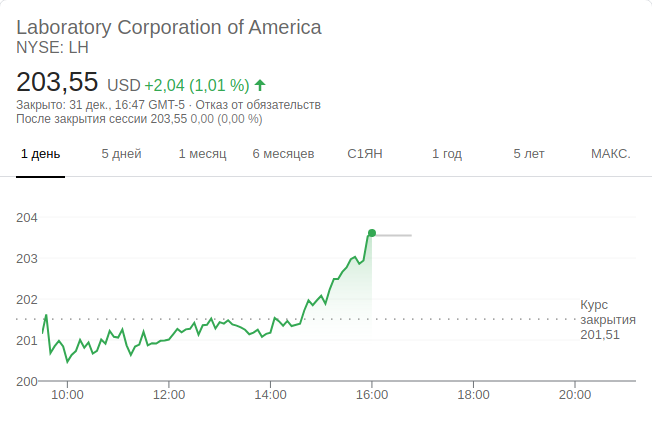 Laboratory Corporation of America
NYSE: LH
203,55 USD +2,04 (1,01 %)
Закрыто: 31 дек., 16:47 GMT-5 · Отказ от обязательств
После закрытия сессии 203,55 0,00 (0,00 %)
1 день 5 дней 1 месяц 6 месяцев С1ЯН 1 год 5 лет МАКС.
204
203
202
Курс
закрытия
201,51
201
200
10:00 12:00 14:00 16:00 18:00 20:00